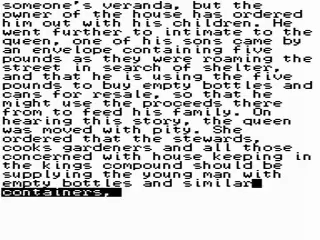 someone's veranda, but the
owner of the house has ordered
him out with his children. He
went further to intimate to the
queen, one of his sons came by
an envelope containing five
pounds as they were roaming the
street in search of shelter,
and that he is using the five
pounds to buy empty bottles and
cans for resale, so that he
might use the proceeds there
from to feed his family. On
hearing this story, the queen
was moved with pity. She
ordered that the stewards,
cooks gardeners and all those
concerned with house keeping in
the kings compound should be
supplying the young man with
empty bottles and similar
containers,